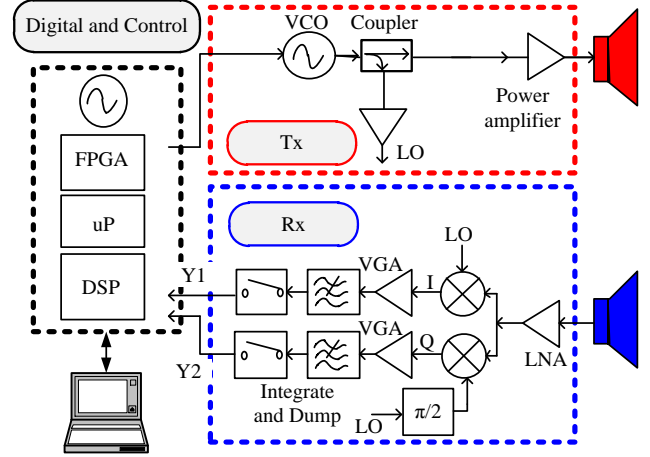 Digital and Control
VCO
Coupler
Power
amplifier
LO
Tx
FPGA
uP
DSP
Rx
LO
VGA
I
Y1
VGA
Q
LNA
Y2
Integrate
and Dump
LO
π/2